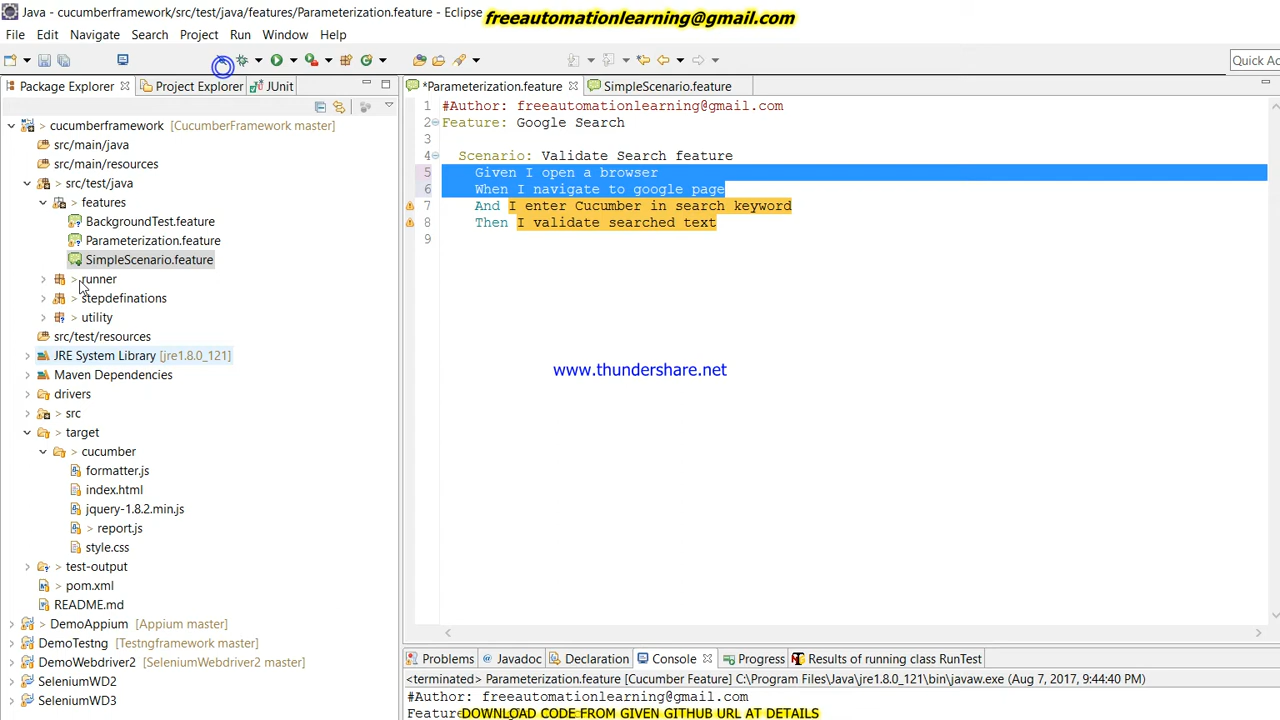 Java - cucumberframework/src/test/java/features/Parameterization.feature - Eclipse
freeautomationlearning@gmail.com
File Edit Navigate Search Project Run Window Help
Quick Ac
Package Explorer Project Explorer JUnit
*Parameterization.feature SimpleScenario.feature
> cucumberframework [CucumberFramework master]
src/main/java
src/main/resources
> src/test/java
> features
BackgroundTest.feature
Parameterization.feature
SimpleScenario.feature
> runner
> stepdefinations
> utility
src/test/resources
JRE System Library [jre1.8.0_121]
Maven Dependencies
drivers
> src
> target
> cucumber
formatter.js
index.html
jquery-1.8.2.min.js
> report.js
style.css
> test-output
> pom.xml
README.md
> DemoAppium [Appium master]
DemoTestng [Testngframework master]
DemoWebdriver2 [SeleniumWebdriver2 master]
SeleniumWD2
SeleniumWD3
1 #Author: freeautomationlearning@gmail.com
2 Feature: Google Search
3
4 Scenario: Validate Search feature
5 Given I open a browser
6 When I navigate to google page
7 And I enter Cucumber in search keyword
8 Then I validate searched text
9
www.thundershare.net
Problems Javadoc Declaration Console Progress Results of running class RunTest
<terminated> Parameterization.feature [Cucumber Feature] C:\Program Files\Java\jre1.8.0_121\bin\javaw.exe (Aug 7, 2017, 9:44:40 PM)
#Author: freeautomationlearning@gmail.com
Feature
DOWNLOAD CODE FROM GIVEN GITHUB URL AT DETAILS